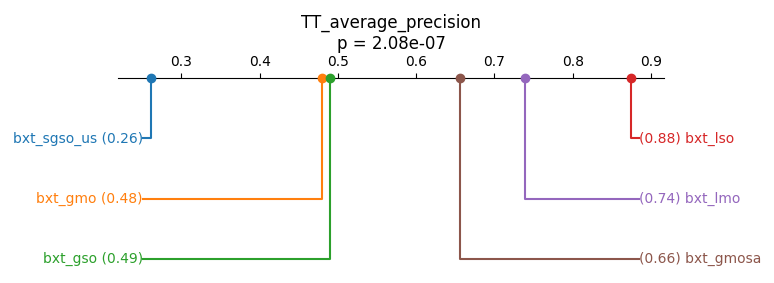 TT_average_precision
p = 2.08e-07
0.3 0.4 0.5 0.6 0.7 0.8 0.9
bxt_sgso_us (0.26)
(0.88) bxt_lso
bxt_gmo (0.48)
(0.74) bxt_lmo
bxt_gso (0.49)
(0.66) bxt_gmosa